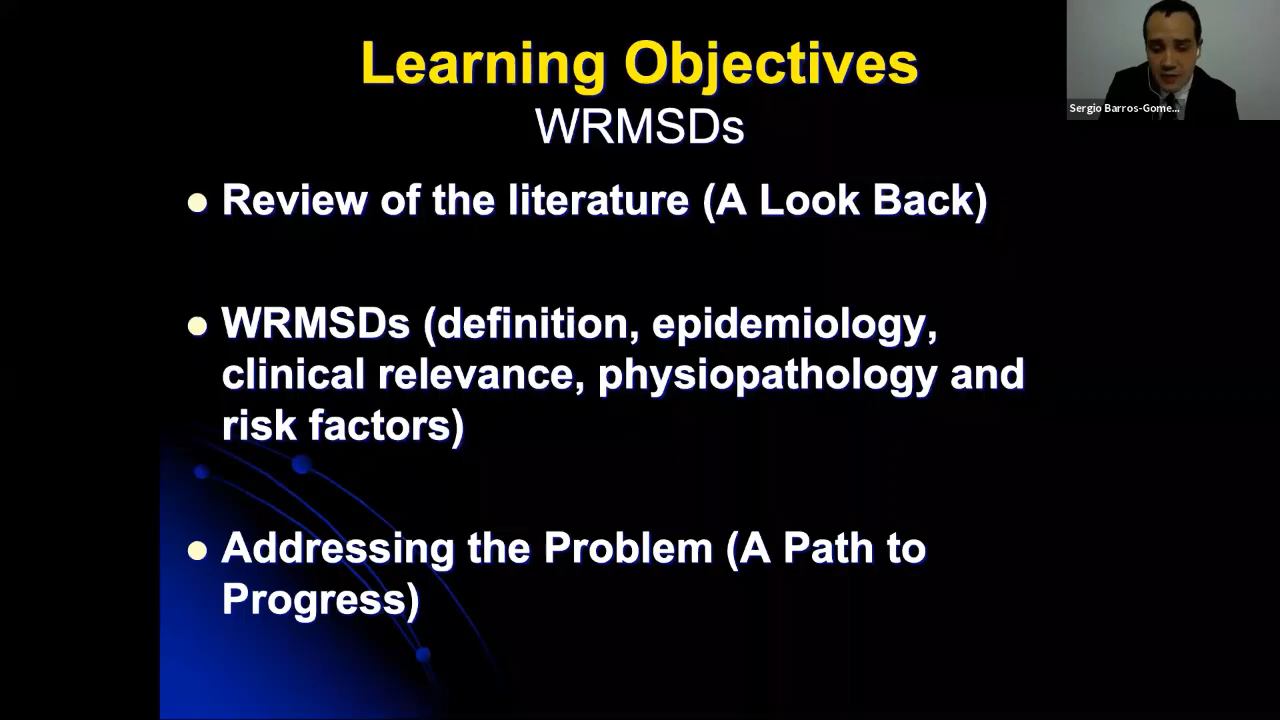 Learning Objectives
WRMSDs
Sergio Barros-Gome...
• Review of the literature (A Look Back)
• WRMSDs (definition, epidemiology,
clinical relevance, physiopathology and
risk factors)
• Addressing the Problem (A Path to
Progress)